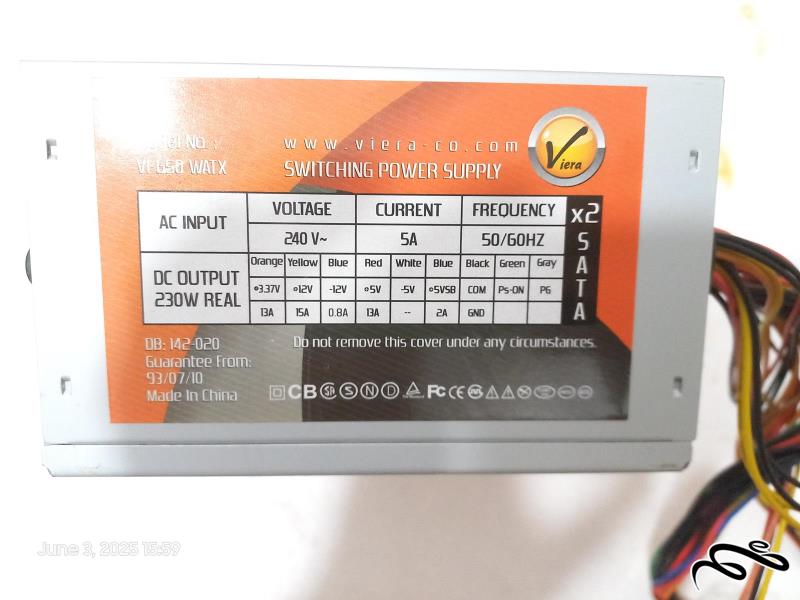 www.viera-co.com
WATX SWITCHING POWER SUPPLY
Viera
AC INPUT VOLTAGE CURRENT FREQUENCY x2 SATA
240 V~ 5A 50/60HZ
DC OUTPUT 230W REAL
Orange Yellow Blue Red White Blue Black Green Gray
+3.37V +12V -12V +5V -5V +5VSB COM Ps-ON PG
13A 15A 0.8A 13A -- 2A GND
DB: 142-020 Do not remove this cover under any circumstances.
Guarantee From:
93/07/10
Made In China CB S N D FC CE
June 3, 2025 15:59